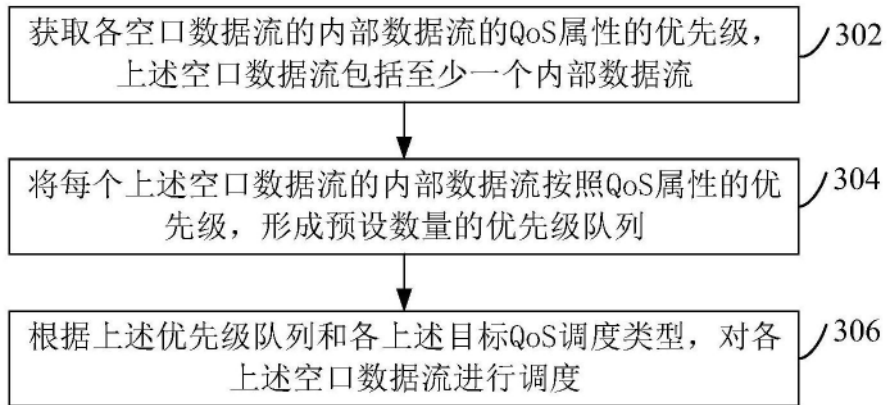 获取各空口数据流的内部数据流的QoS属性的优先级，
上述空口数据流包括至少一个内部数据流
302
将每个上述空口数据流的内部数据流按照QoS属性的优
先级，形成预设数量的优先级队列
304
根据上述优先级队列和各上述目标QoS调度类型，对各
上述空口数据流进行调度
306